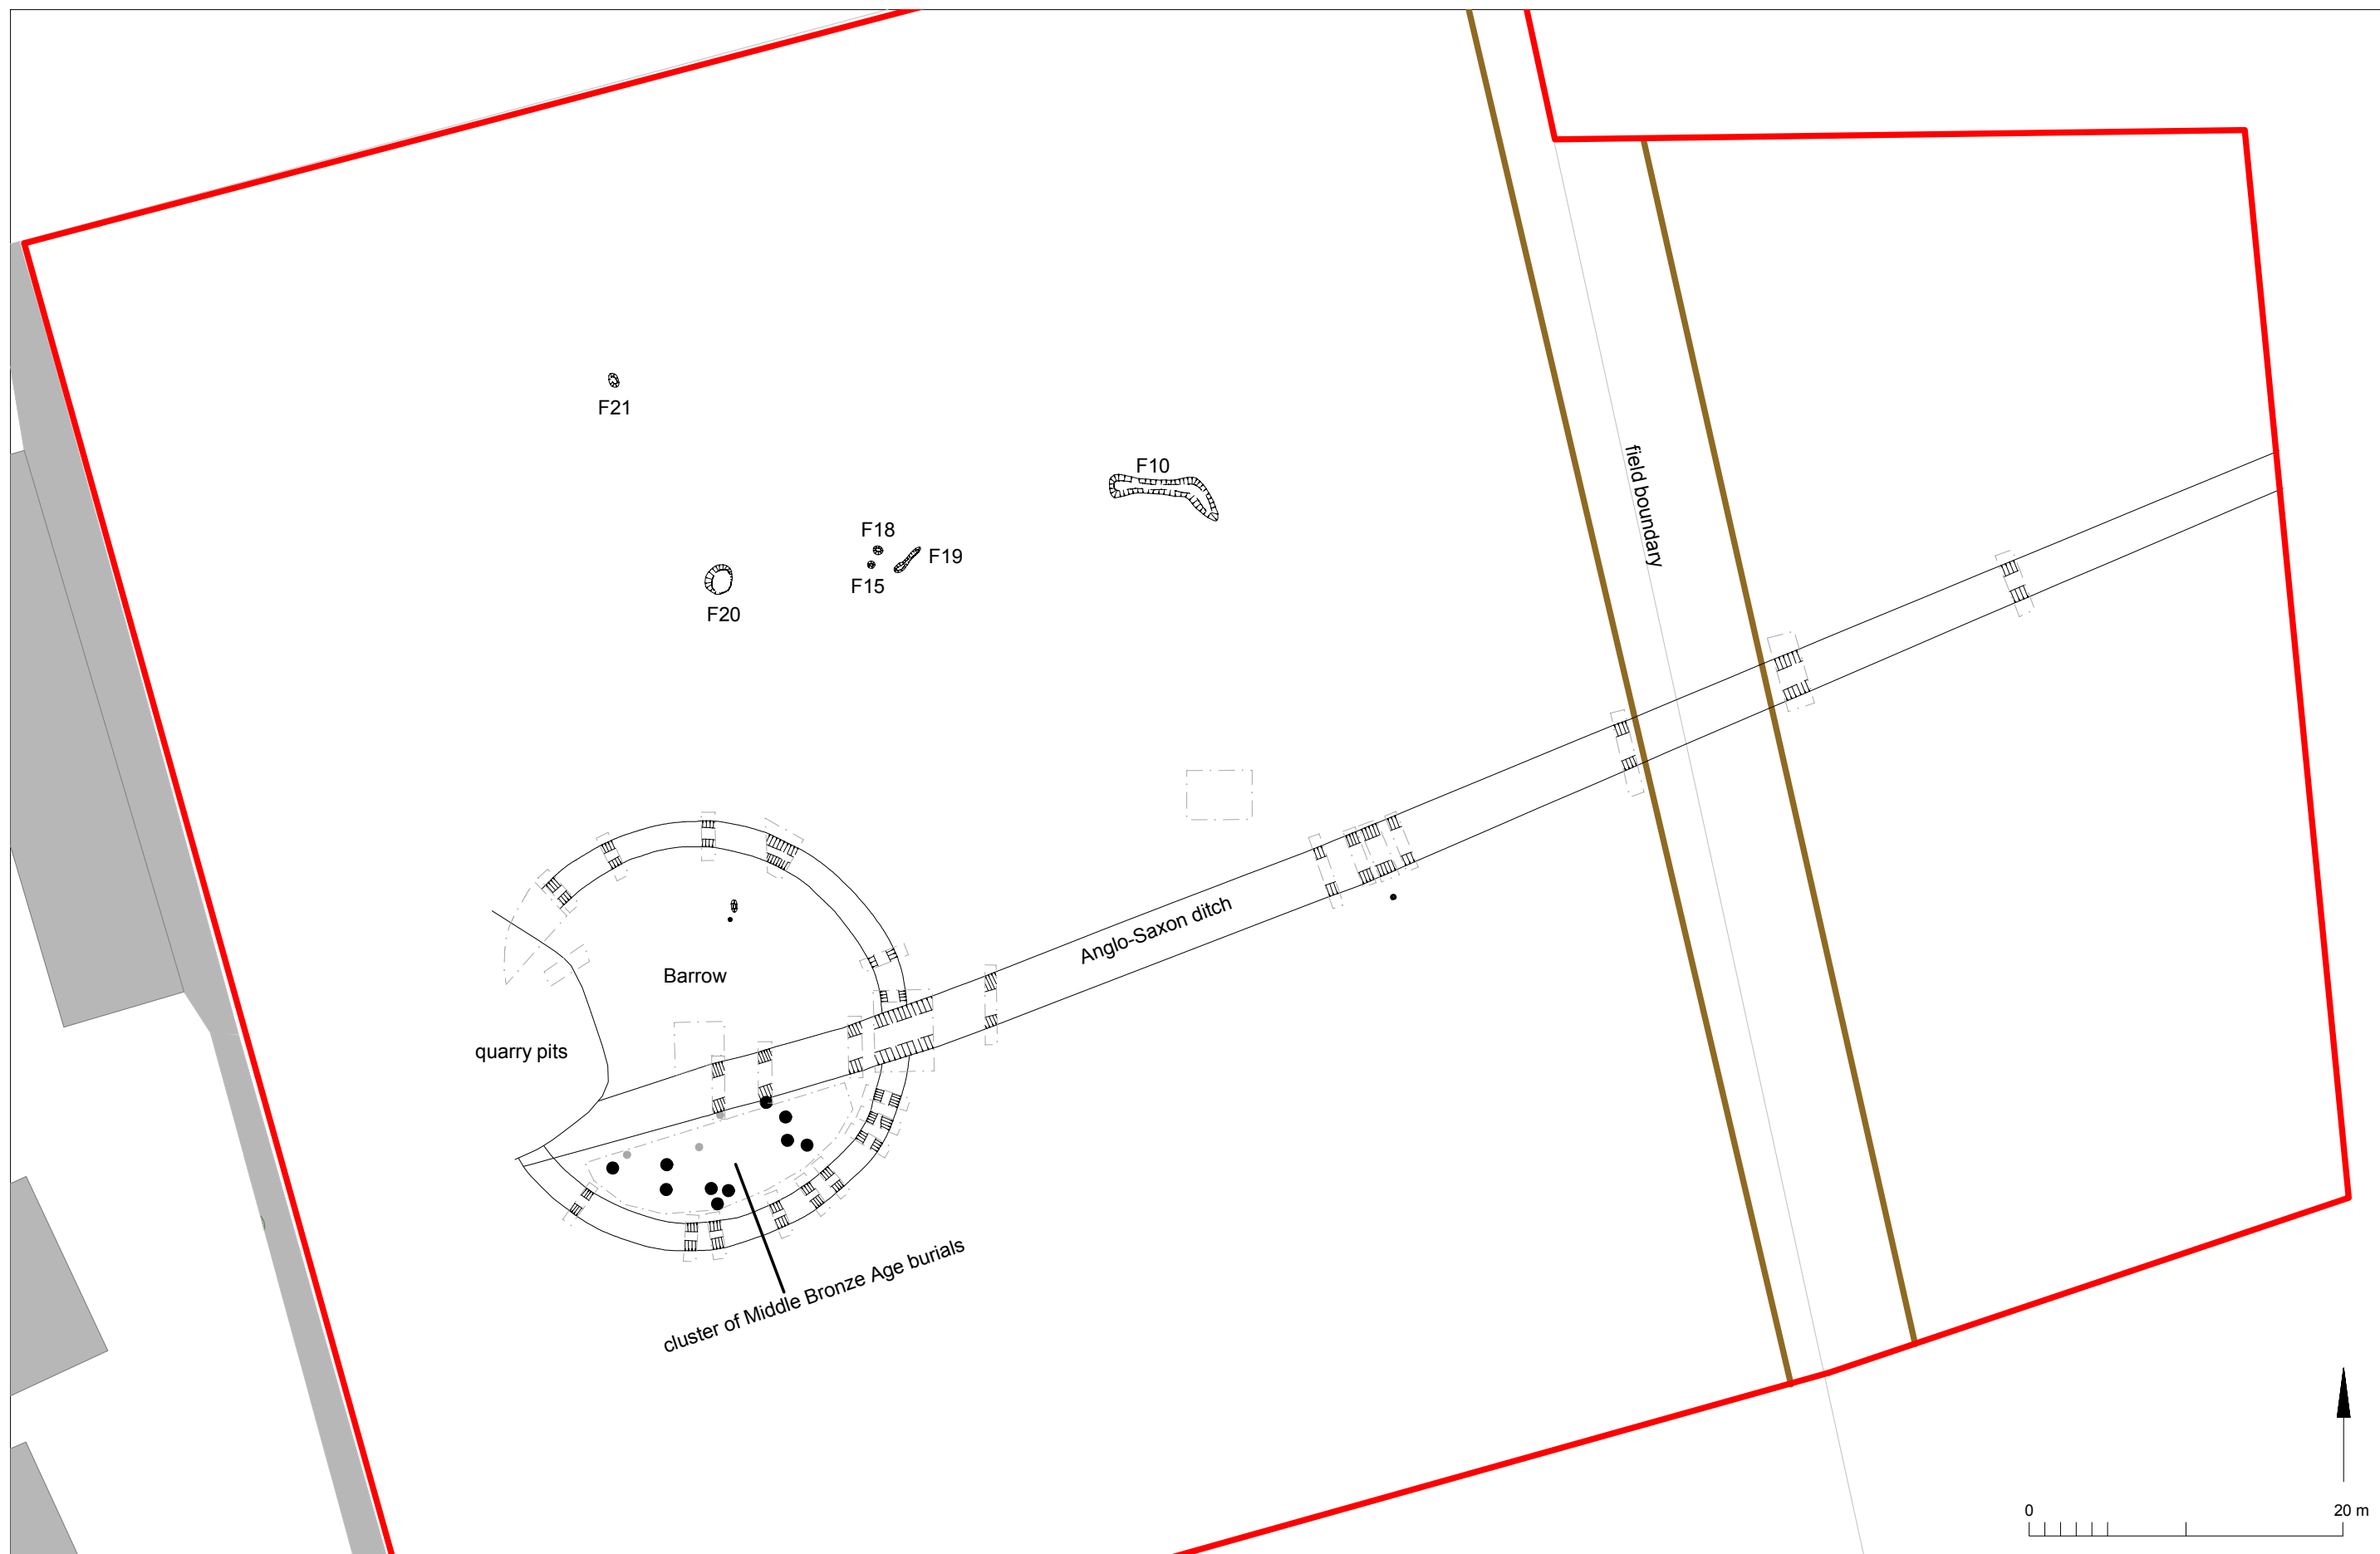 F21
F10
field boundary
F18
F19
F15
F20
Anglo-Saxon ditch
Barrow
quarry pits
cluster of Middle Bronze Age burials
0
20 m